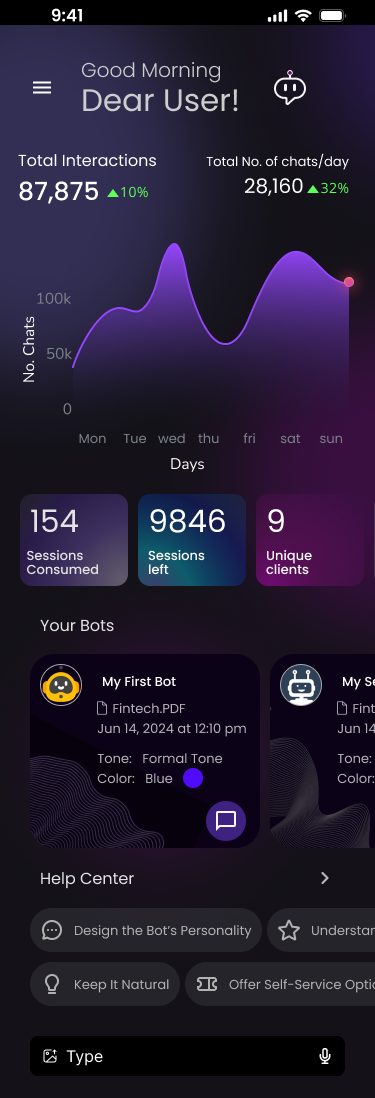 9:41
Good Morning
Dear User!
Total Interactions
87,875 10%
Total No. of chats/day
28,160 32%
No. Chats
100k
50k
0
Mon Tue wed thu fri sat sun
Days
154
Sessions
Consumed
9846
Sessions
left
9
Unique
clients
Your Bots
My First Bot
Fintech.PDF
Jun 14, 2024 at 12:10 pm
Tone: Formal Tone
Color: Blue
My Se
Fint
Jun 14
Tone:
Color:
Help Center
Design the Bot's Personality
Understan
Keep It Natural
Offer Self-Service Optio
Type